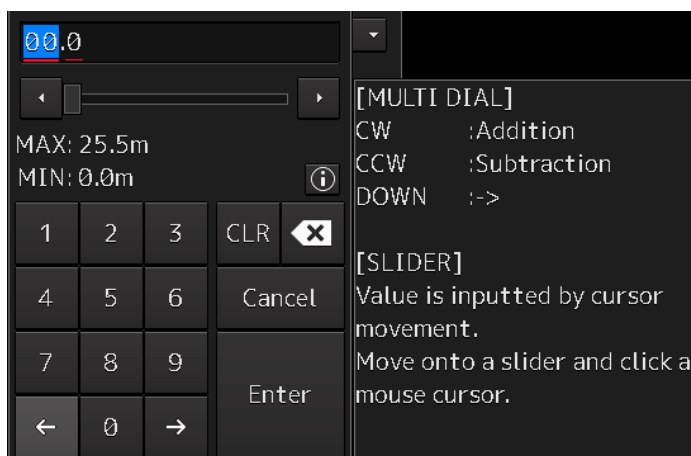 00.0
MAX: 25.5m
MIN: 0.0m
1 2 3 CLR
4 5 6 Cancel
7 8 9
Enter
← 0 →
[MULTI DIAL]
CW :Addition
CCW :Subtraction
DOWN :->
[SLIDER]
Value is inputted by cursor
movement.
Move onto a slider and click a
mouse cursor.